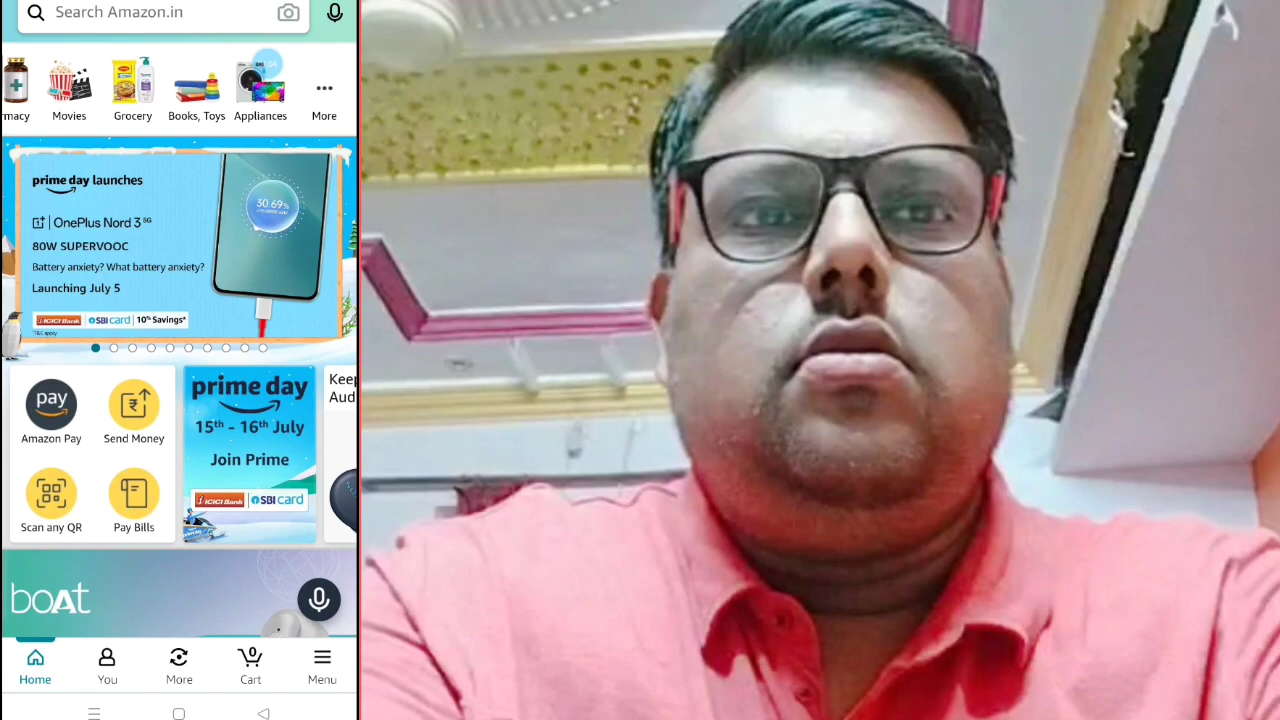 Search Amazon.in
rmacy
Movies
Grocery
Books, Toys
Appliances
More
prime day launches
OnePlus Nord 3 5G
30.69%
80W SUPERVOOC
Battery anxiety? What battery anxiety?
Launching July 5
ICICI Bank SBI card 10% Savings*
T&C apply
pay
Amazon Pay
Send Money
Scan any QR
Pay Bills
prime day
15th - 16th July
Join Prime
ICICI Bank SBI card
Keep
Aud
boAt
0
Home
You
More
Cart
Menu